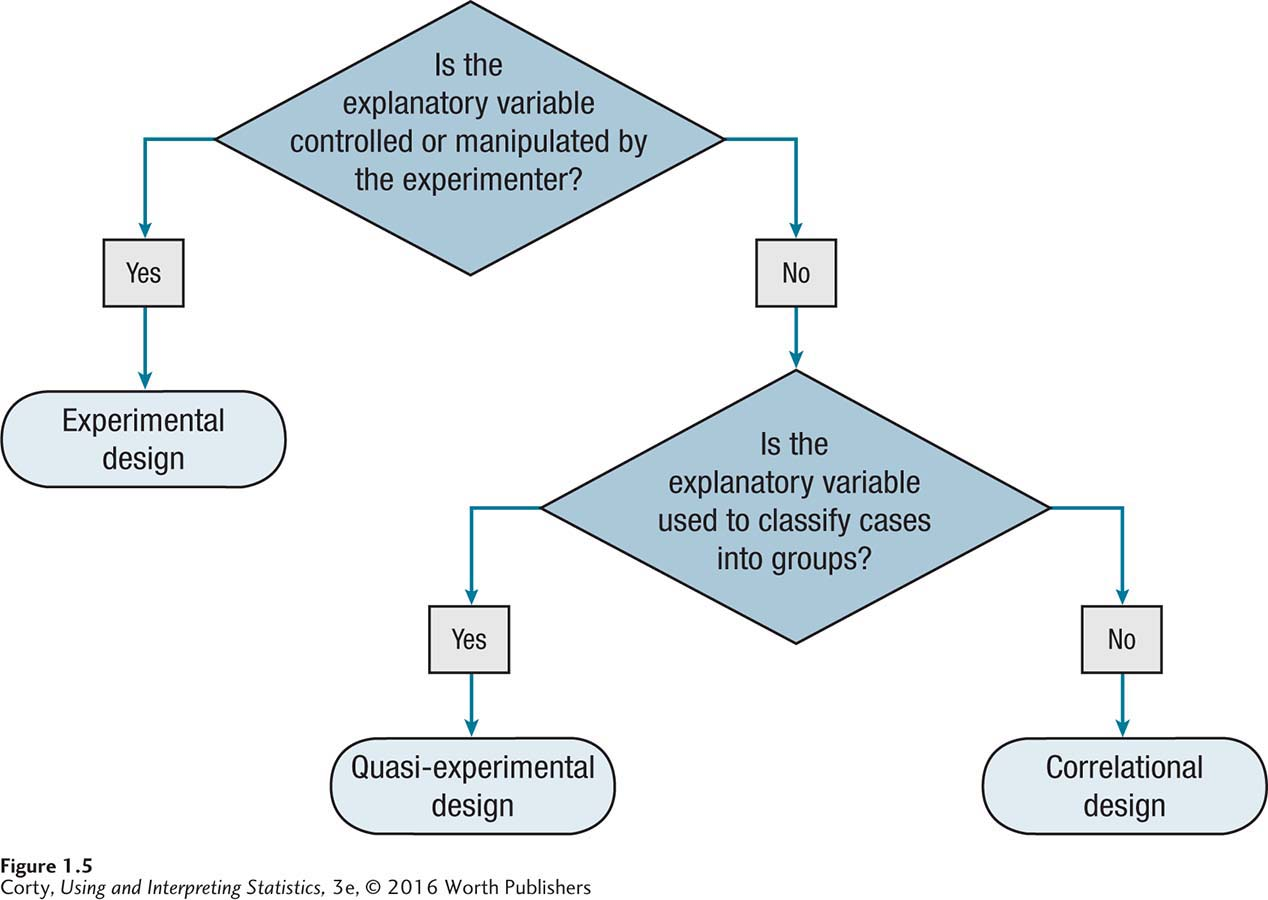 Is the
explanatory variable
controlled or manipulated by
the experimenter?
Yes
No
Experimental
design
Is the
explanatory variable
used to classify cases
into groups?
Yes
No
Quasi-experimental
design
Correlational
design
Figure 1.5
Corty, Using and Interpreting Statistics, 3e, © 2016 Worth Publishers